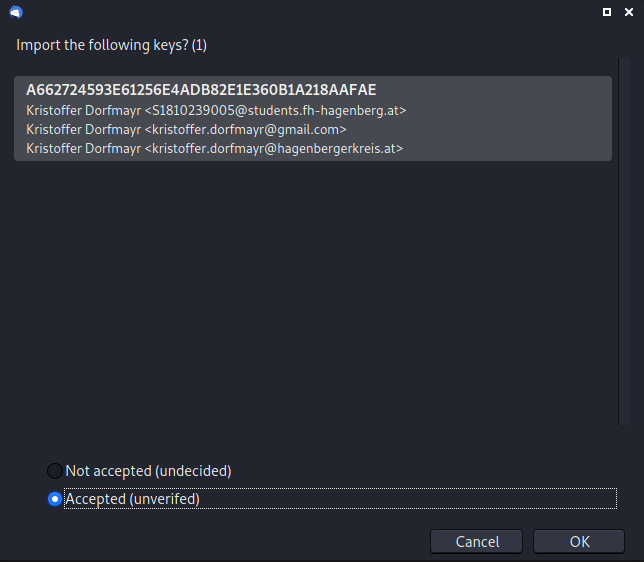 Import the following keys? (1)
A662724593E61256E4ADB82E1E360B1A218AAFAE
Kristoffer Dorfmayr <S1810239005@students.fh-hagenberg.at>
Kristoffer Dorfmayr <kristoffer.dorfmayr@gmail.com>
Kristoffer Dorfmayr <kristoffer.dorfmayr@hagenbergerkreis.at>
Not accepted (undecided)
Accepted (unverifed)
Cancel
OK